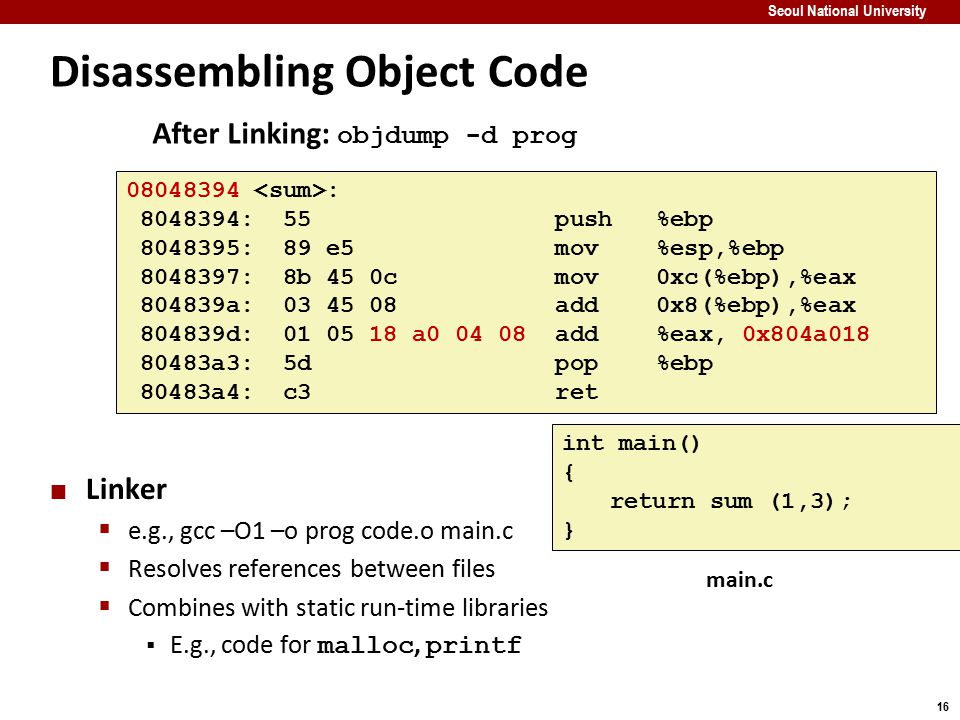 Seoul National University
Disassembling Object Code
After Linking: objdump -d prog
08048394 <sum>:
8048394: 55 push %ebp
8048395: 89 e5 mov %esp,%ebp
8048397: 8b 45 0c mov 0xc(%ebp),%eax
804839a: 03 45 08 add 0x8(%ebp),%eax
804839d: 01 05 18 a0 04 08 add %eax, 0x804a018
80483a3: 5d pop %ebp
80483a4: c3 ret
int main()
{
return sum (1,3);
}
main.c
■ Linker
▪ e.g., gcc –O1 –o prog code.o main.c
▪ Resolves references between files
▪ Combines with static run-time libraries
▪ E.g., code for malloc, printf
16